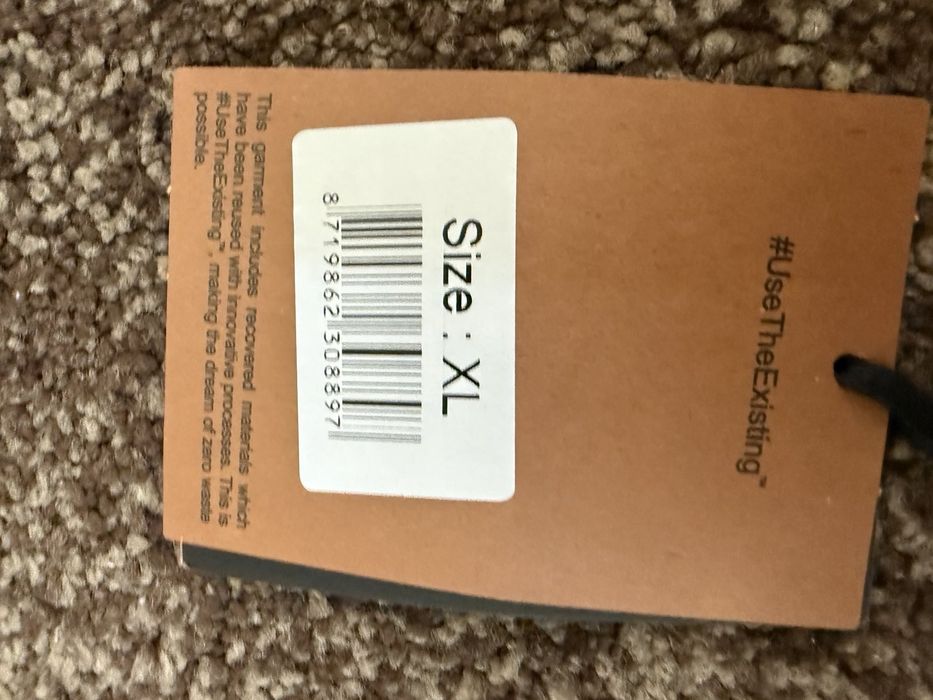 #UseTheExisting™
Size : XL
8 719862 308897
This garment includes recovered materials which
have been reused with innovative processes. This is
#UseTheExisting™, making the dream of zero waste
possible.